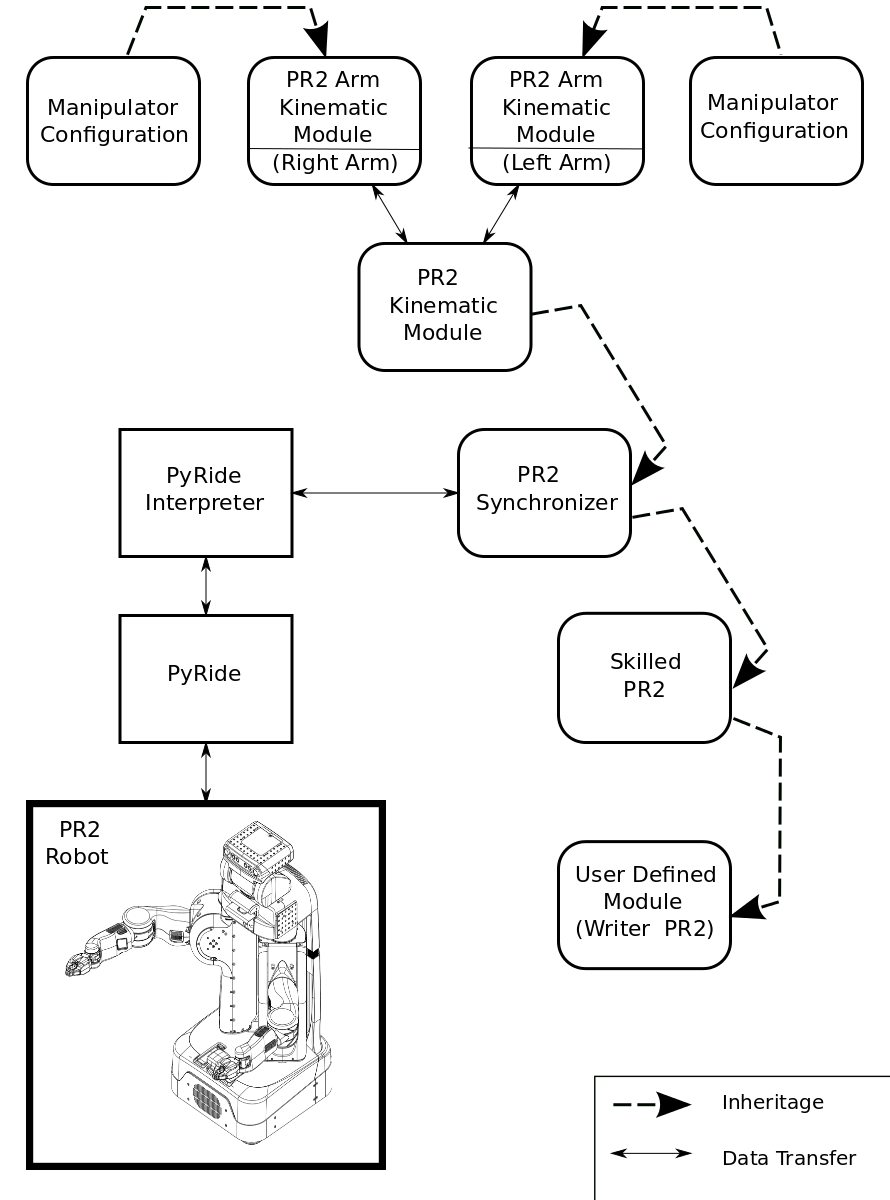 Manipulator
Configuration
PR2 Arm
Kinematic
Module
(Right Arm)
PR2 Arm
Kinematic
Module
(Left Arm)
Manipulator
Configuration
PR2
Kinematic
Module
PyRide
Interpreter
PR2
Synchronizer
PyRide
Skilled
PR2
PR2
Robot
User Defined
Module
(Writer PR2)
Inheritage
Data Transfer